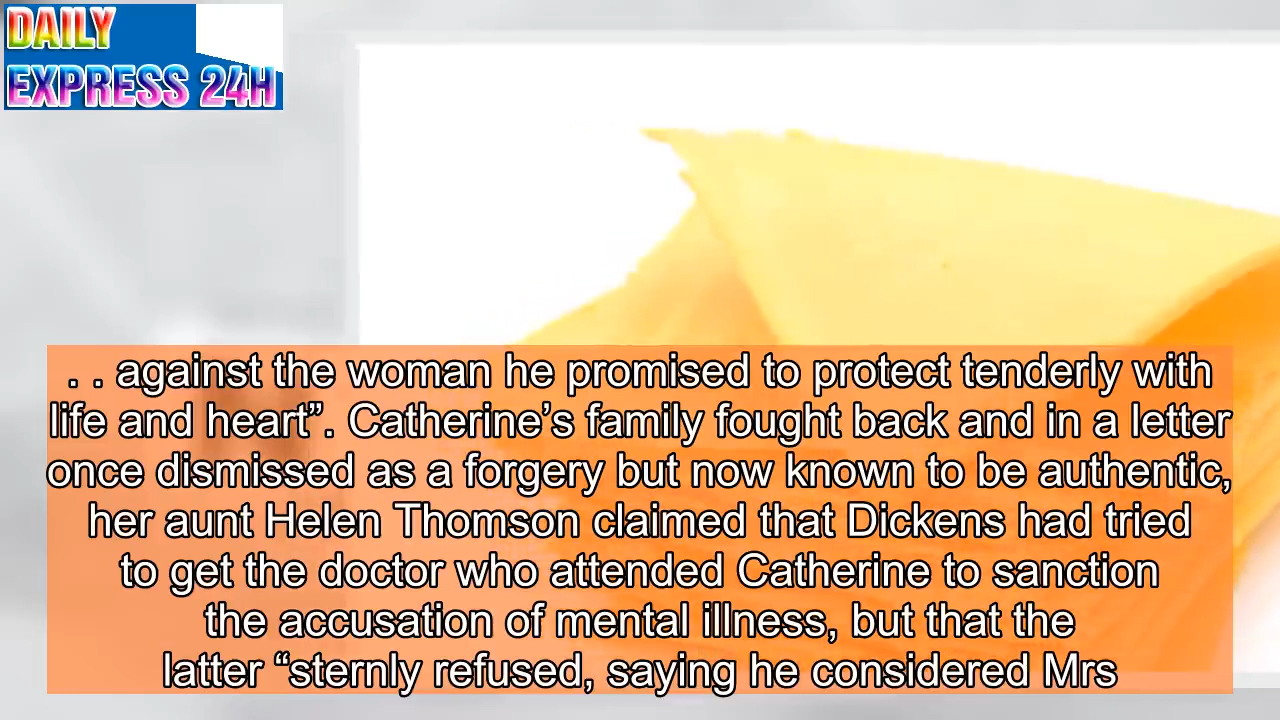 DAILY
EXPRESS 24H
. . against the woman he promised to protect tenderly with
life and heart”. Catherine’s family fought back and in a letter
once dismissed as a forgery but now known to be authentic,
her aunt Helen Thomson claimed that Dickens had tried
to get the doctor who attended Catherine to sanction
the accusation of mental illness, but that the
latter “sternly refused, saying he considered Mrs